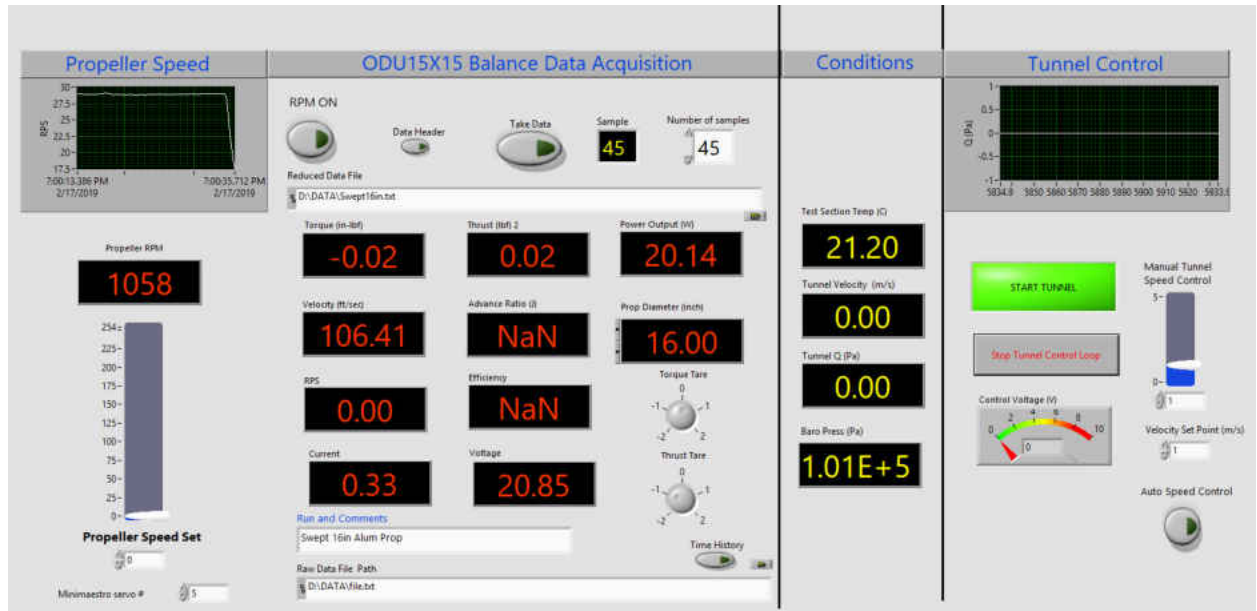 Propeller Speed
ODU15X15 Balance Data Acquisition
Conditions
Tunnel Control
30-
27.5-
25-
22.5-
20-
17.5-
RPS
7:00:13.386 PM
2/17/2019
7:00:35.712 PM
2/17/2019
Propeller RPM
1058
254-
225-
200-
175-
150-
125-
100-
75-
50-
25-
0-
Propeller Speed Set
0
Minimaestro servo #
5
RPM ON
Data Header
Take Data
Sample
45
Number of samples
45
Reduced Data File
D:\DATA\Swept16in.txt
Torque (in-lbf)
-0.02
Thrust (lbf) 2
0.02
Power Output (W)
20.14
Velocity (ft/sec)
106.41
Advance Ratio (J)
NaN
Prop Diameter (inch)
16.00
RPS
0.00
Efficiency
NaN
Torque Tare
0
-1
1
-2
2
Current
0.33
Voltage
20.85
Thrust Tare
0
-1
1
-2
2
Run and Comments
Swept 16in Alum Prop
Time History
Raw Data File Path
D:\DATA\file.txt
Test Section Temp (C)
21.20
Tunnel Velocity (m/s)
0.00
Tunnel Q (Pa)
0.00
Baro Press (Pa)
1.01E+5
1-
0.5-
0-
-0.5-
-1-
Q (Pa)
5834.8 5850 5860 5870 5880 5890 5900 5910 5920 5933.8
START TUNNEL
Stop Tunnel Control Loop
Control Voltage (V)
0 2 4 6 8 10
0
Manual Tunnel
Speed Control
5-
0-
1
Velocity Set Point (m/s)
1
Auto Speed Control